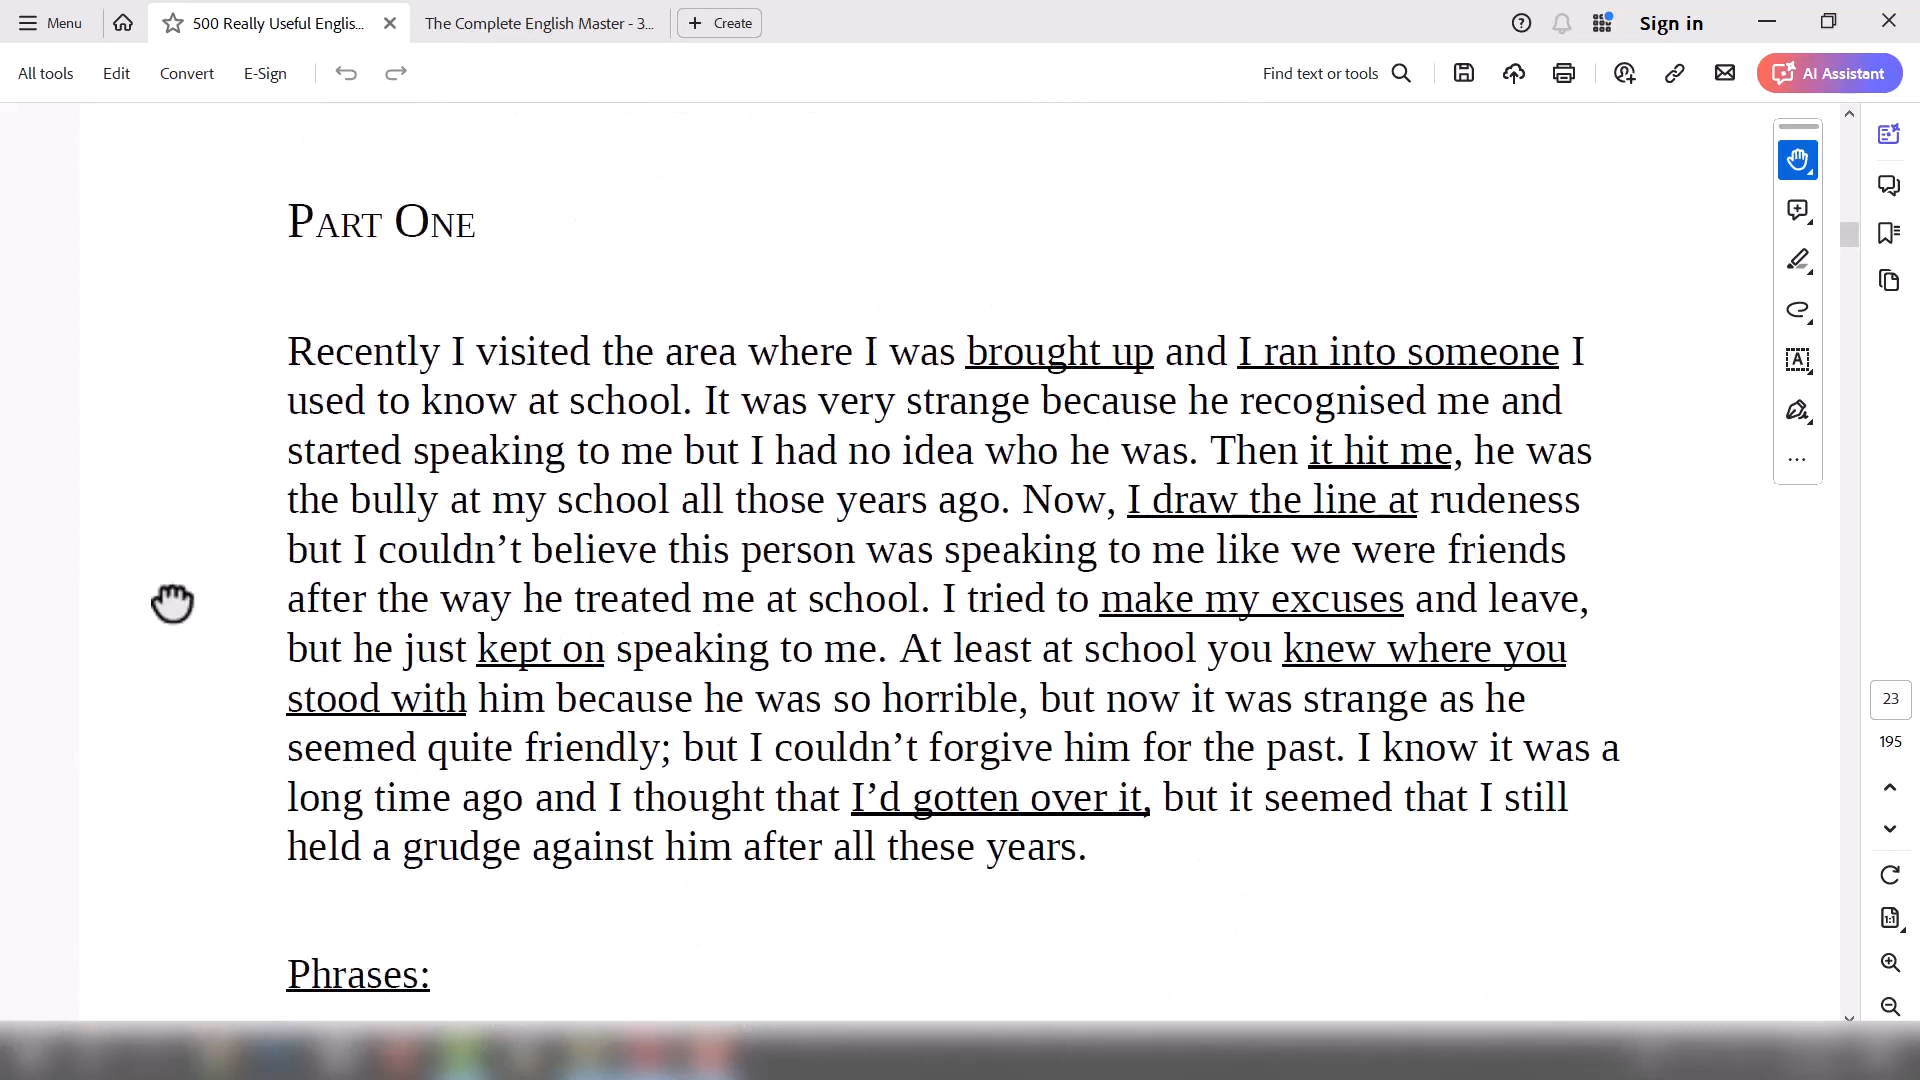 Menu
500 Really Useful Englis...
The Complete English Master - 3...
Create
Sign in
All tools
Edit
Convert
E-Sign
Find text or tools
AI Assistant
PART ONE
Recently I visited the area where I was brought up and I ran into someone I
used to know at school. It was very strange because he recognised me and
started speaking to me but I had no idea who he was. Then it hit me, he was
the bully at my school all those years ago. Now, I draw the line at rudeness
but I couldn’t believe this person was speaking to me like we were friends
after the way he treated me at school. I tried to make my excuses and leave,
but he just kept on speaking to me. At least at school you knew where you
stood with him because he was so horrible, but now it was strange as he
seemed quite friendly; but I couldn’t forgive him for the past. I know it was a
long time ago and I thought that I’d gotten over it, but it seemed that I still
held a grudge against him after all these years.
Phrases:
23
195